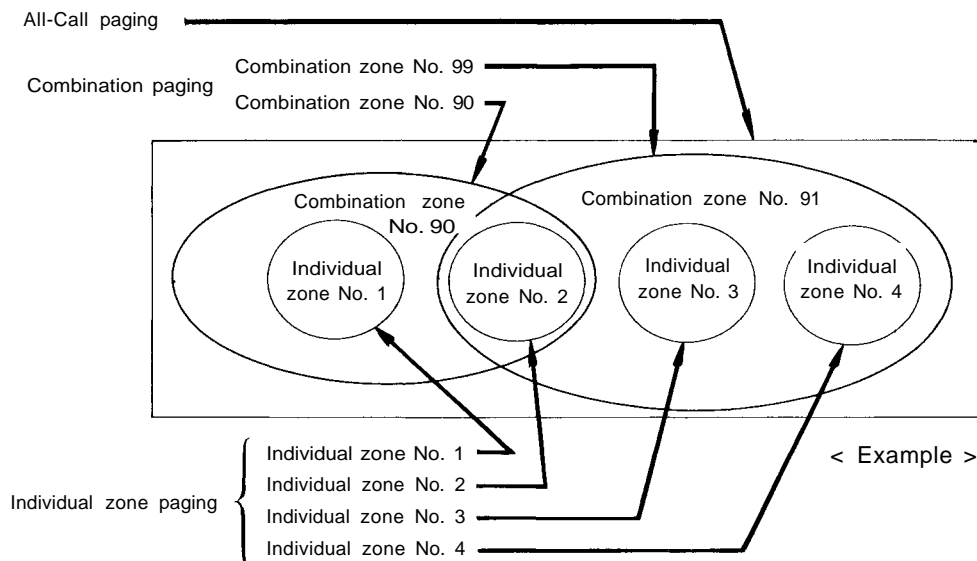 All-Call paging
Combination zone No. 99
Combination paging
Combination zone No. 90
Combination zone
No. 90
Combination zone No. 91
Individual
zone No. 1
Individual
zone No. 2
Individual
zone No. 3
Individual
zone No. 4
Individual zone paging
Individual zone No. 1
Individual zone No. 2
Individual zone No. 3
Individual zone No. 4
< Example >